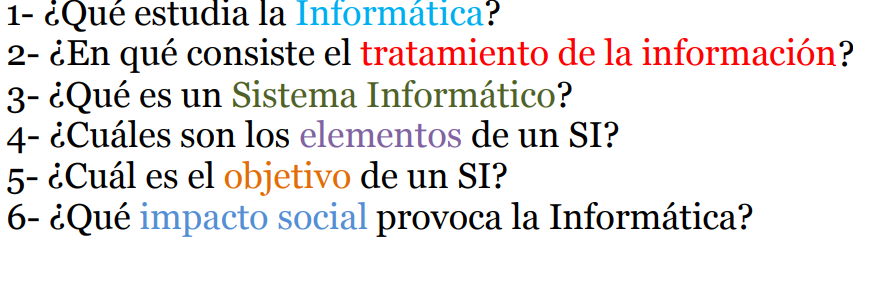 1- ¿Qué estudia la Informática?
2- ¿En qué consiste el tratamiento de la información?
3- ¿Qué es un Sistema Informático?
4- ¿Cuáles son los elementos de un SI?
5- ¿Cuál es el objetivo de un SI?
6- ¿Qué impacto social provoca la Informática?